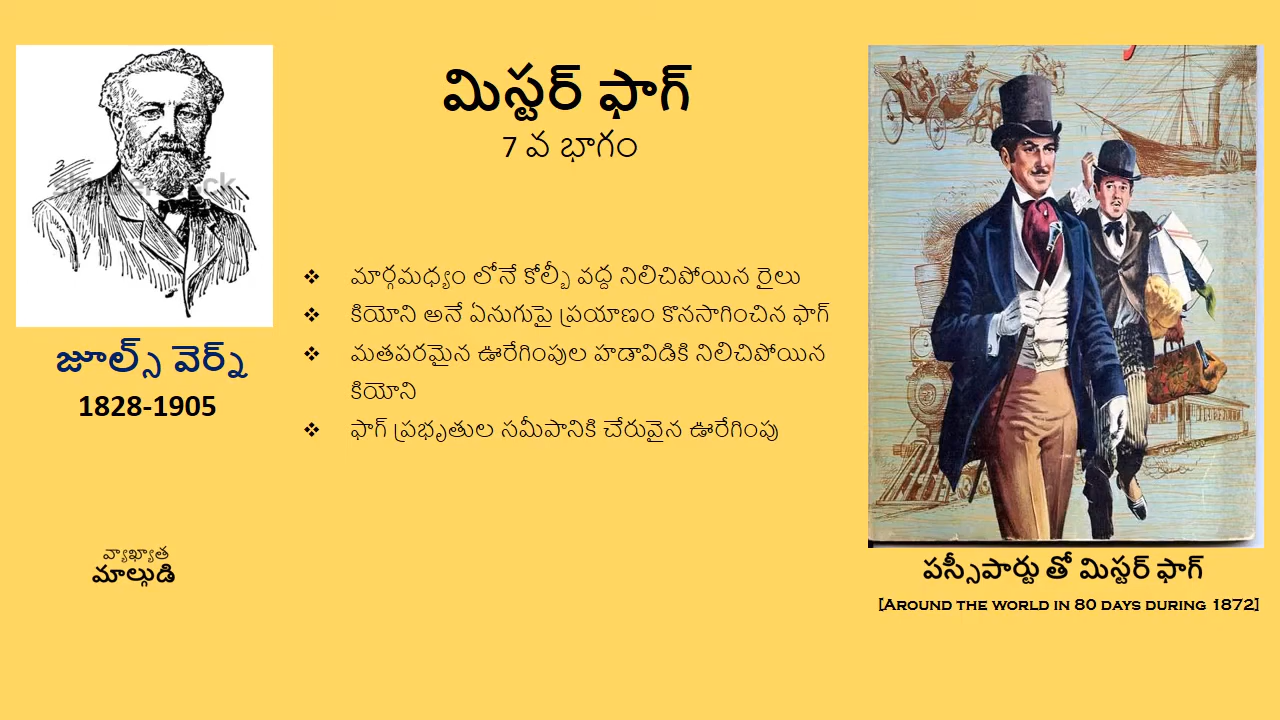 మిస్టర్ ఫాగ్
7 వ భాగం
❖ మార్గమధ్యం లోనే కోల్బీ వద్ద నిలిచిపోయిన రైలు
❖ కియోని అనే ఏనుగుపై ప్రయాణం కొనసాగించిన ఫాగ్
❖ మతపరమైన ఊరేగింపుల హడావిడికి నిలిచిపోయిన
కియోని
❖ ఫాగ్ ప్రభృతుల సమీపానికి చేరువైన ఊరేగింపు
జూల్స్ వెర్న్
1828-1905
వ్యాఖ్యాత
మాల్గుడి
పస్సీపార్టు తో మిస్టర్ ఫాగ్
[AROUND THE WORLD IN 80 DAYS DURING 1872]